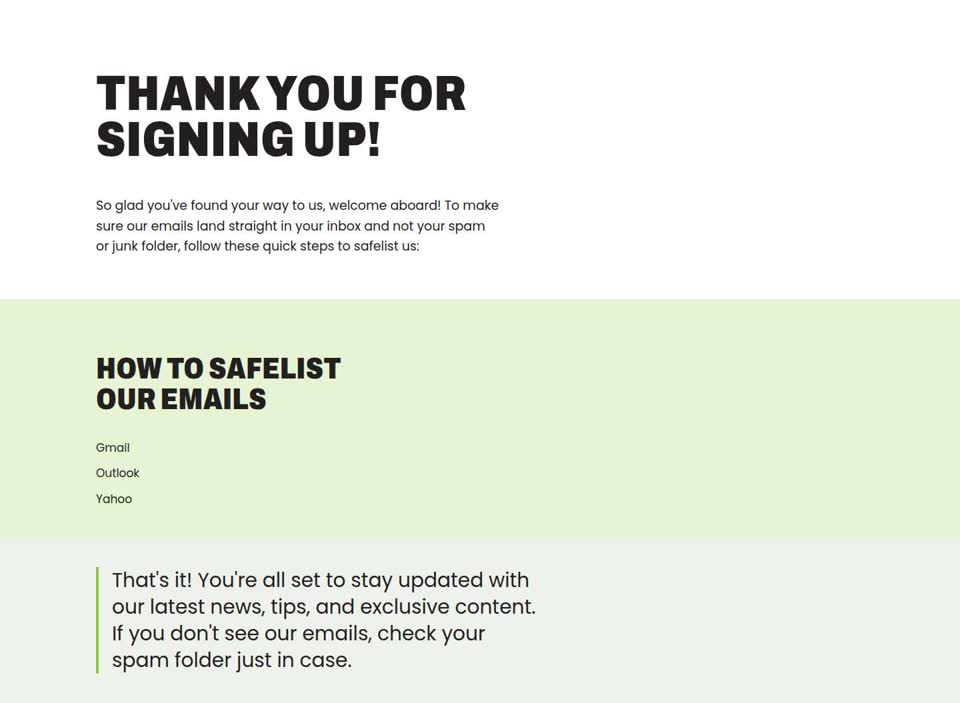 THANK YOU FOR
SIGNING UP!
So glad you've found your way to us, welcome aboard! To make
sure our emails land straight in your inbox and not your spam
or junk folder, follow these quick steps to safelist us:
HOW TO SAFELIST
OUR EMAILS
Gmail
Outlook
Yahoo
That's it! You're all set to stay updated with
our latest news, tips, and exclusive content.
If you don't see our emails, check your
spam folder just in case.